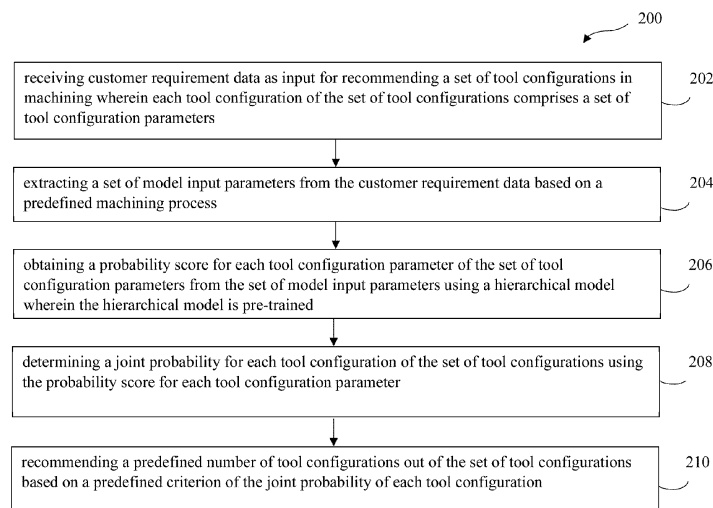 200
receiving customer requirement data as input for recommending a set of tool configurations in
machining wherein each tool configuration of the set of tool configurations comprises a set of
tool configuration parameters
202
extracting a set of model input parameters from the customer requirement data based on a
predefined machining process
204
obtaining a probability score for each tool configuration parameter of the set of tool
configuration parameters from the set of model input parameters using a hierarchical model
wherein the hierarchical model is pre-trained
206
determining a joint probability for each tool configuration of the set of tool configurations using
the probability score for each tool configuration parameter
208
recommending a predefined number of tool configurations out of the set of tool configurations
based on a predefined criterion of the joint probability of each tool configuration
210